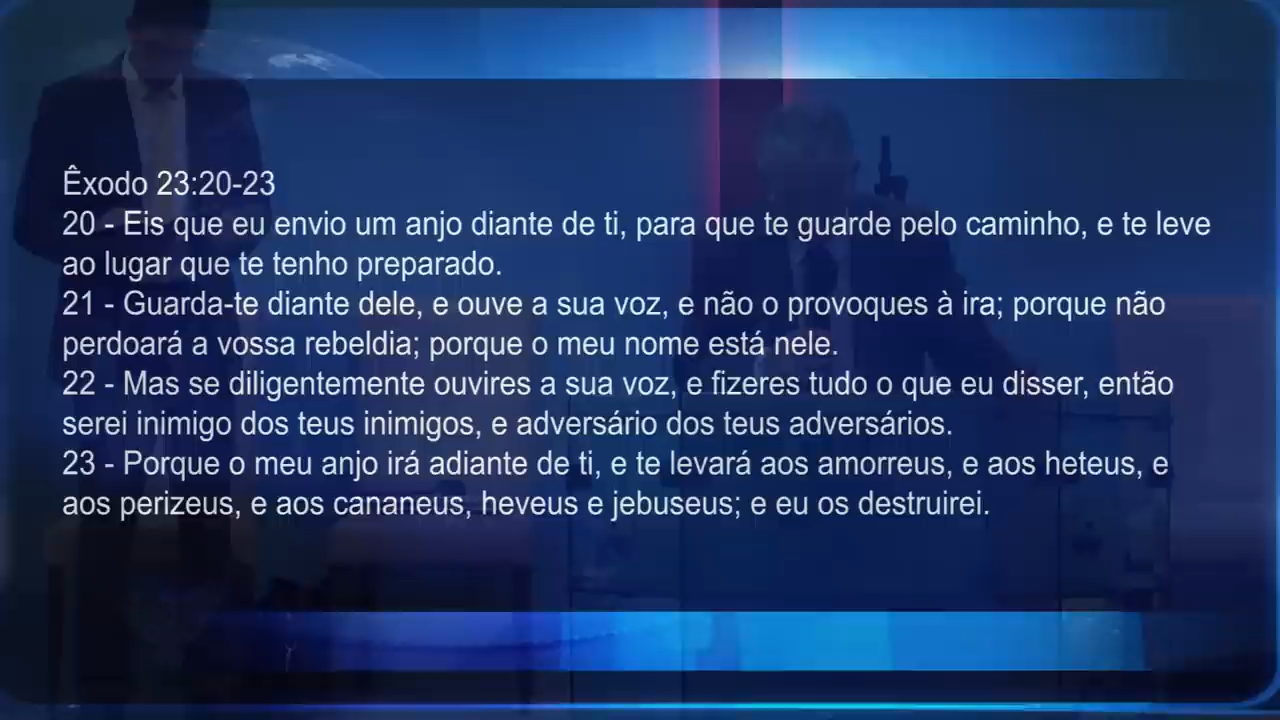 Êxodo 23:20-23
20 - Eis que eu envio um anjo diante de ti, para que te guarde pelo caminho, e te leve
ao lugar que te tenho preparado.
21 - Guarda-te diante dele, e ouve a sua voz, e não o provoques à ira; porque não
perdoará a vossa rebeldia; porque o meu nome está nele.
22 - Mas se diligentemente ouvires a sua voz, e fizeres tudo o que eu disser, então
serei inimigo dos teus inimigos, e adversário dos teus adversários.
23 - Porque o meu anjo irá adiante de ti, e te levará aos amorreus, e aos heteus, e
aos perizeus, e aos cananeus, heveus e jebuseus; e eu os destruirei.